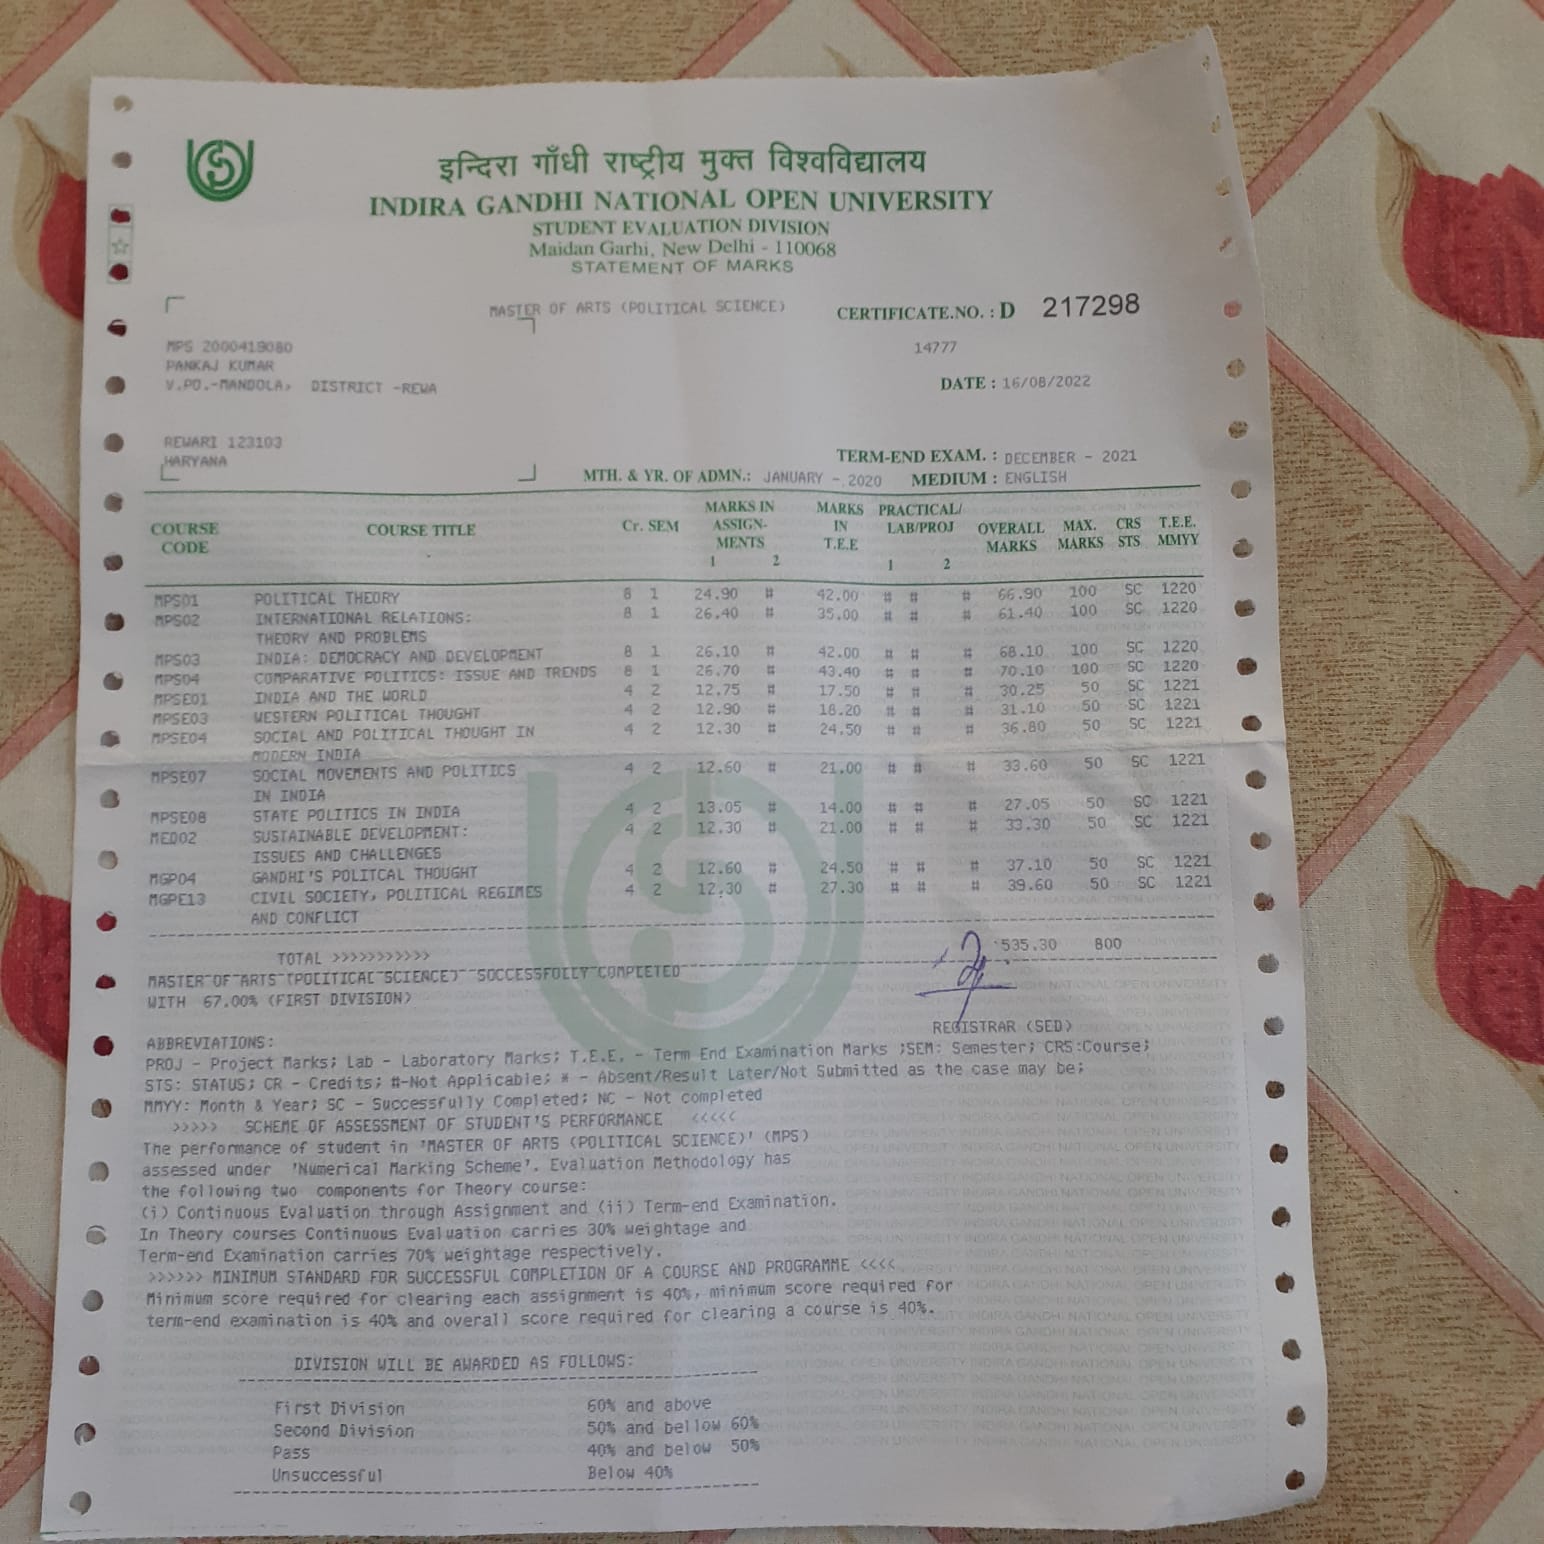 इन्दिरा गाँधी राष्ट्रीय मुक्त विश्वविद्यालय
INDIRA GANDHI NATIONAL OPEN UNIVERSITY
STUDENT EVALUATION DIVISION
Maidan Garhi, New Delhi - 110068
STATEMENT OF MARKS
MASTER OF ARTS (POLITICAL SCIENCE)
CERTIFICATE.NO. : D 217298
14777
MPS 2000419080
PANKAJ KUMAR
V.PO.-MANDOLA, DISTRICT -REWA
DATE : 16/08/2022
REWARI 123103
HARYANA
TERM-END EXAM. : DECEMBER - 2021
MTH. & YR. OF ADMN.: JANUARY - 2020 MEDIUM : ENGLISH
COURSE CODE COURSE TITLE Cr. SEM MARKS IN ASSIGN- MENTS 1 2 MARKS IN T.E.E PRACTICAL/ LAB/PROJ 1 2 OVERALL MARKS MAX. MARKS CRS STS T.E.E. MMYY
MPS01 POLITICAL THEORY 8 1 24.90 # 42.00 # # # 66.90 100 SC 1220
MPS02 INTERNATIONAL RELATIONS: 8 1 26.40 # 35.00 # # # 61.40 100 SC 1220
THEORY AND PROBLEMS
MPS03 INDIA: DEMOCRACY AND DEVELOPMENT 8 1 26.10 # 42.00 # # # 68.10 100 SC 1220
MPS04 COMPARATIVE POLITICS: ISSUE AND TRENDS 8 1 26.70 # 43.40 # # # 70.10 100 SC 1220
MPSE01 INDIA AND THE WORLD 4 2 12.75 # 17.50 # # # 30.25 50 SC 1221
MPSE03 WESTERN POLITICAL THOUGHT 4 2 12.90 # 18.20 # # # 31.10 50 SC 1221
MPSE04 SOCIAL AND POLITICAL THOUGHT IN 4 2 12.30 # 24.50 # # # 36.80 50 SC 1221
MODERN INDIA
MPSE07 SOCIAL MOVEMENTS AND POLITICS 4 2 12.60 # 21.00 # # # 33.60 50 SC 1221
IN INDIA
MPSE08 STATE POLITICS IN INDIA 4 2 13.05 # 14.00 # # # 27.05 50 SC 1221
MED02 SUSTAINABLE DEVELOPMENT: 4 2 12.30 # 21.00 # # # 33.30 50 SC 1221
ISSUES AND CHALLENGES
MGP04 GANDHI'S POLITCAL THOUGHT 4 2 12.60 # 24.50 # # # 37.10 50 SC 1221
MGPE13 CIVIL SOCIETY, POLITICAL REGIMES 4 2 12.30 # 27.30 # # # 39.60 50 SC 1221
AND CONFLICT
TOTAL >>>>>>>>>>> 535.30 800
MASTER OF ARTS (POLITICAL SCIENCE) SUCCESSFULLY COMPLETED
WITH 67.00% (FIRST DIVISION)
REGISTRAR (SED)
ABBREVIATIONS:
PROJ - Project Marks; Lab - Laboratory Marks; T.E.E. - Term End Examination Marks ;SEM: Semester; CRS:Course;
STS: STATUS; CR - Credits; #-Not Applicable; * - Absent/Result Later/Not Submitted as the case may be;
MMYY: Month & Year; SC - Successfully Completed; NC - Not completed
>>>>> SCHEME OF ASSESSMENT OF STUDENT'S PERFORMANCE <<<<<
The performance of student in 'MASTER OF ARTS (POLITICAL SCIENCE)' (MPS)
assessed under 'Numerical Marking Scheme'. Evaluation Methodology has
the following two components for Theory course:
(i) Continuous Evaluation through Assignment and (ii) Term-end Examination.
In Theory courses Continuous Evaluation carries 30% weightage and
Term-end Examination carries 70% weightage respectively.
>>>>>> MINIMUM STANDARD FOR SUCCESSFUL COMPLETION OF A COURSE AND PROGRAMME <<<<
Minimum score required for clearing each assignment is 40%, minimum score required for
term-end examination is 40% and overall score required for clearing a course is 40%.
DIVISION WILL BE AWARDED AS FOLLOWS:
First Division 60% and above
Second Division 50% and bellow 60%
Pass 40% and below 50%
Unsuccessful Below 40%